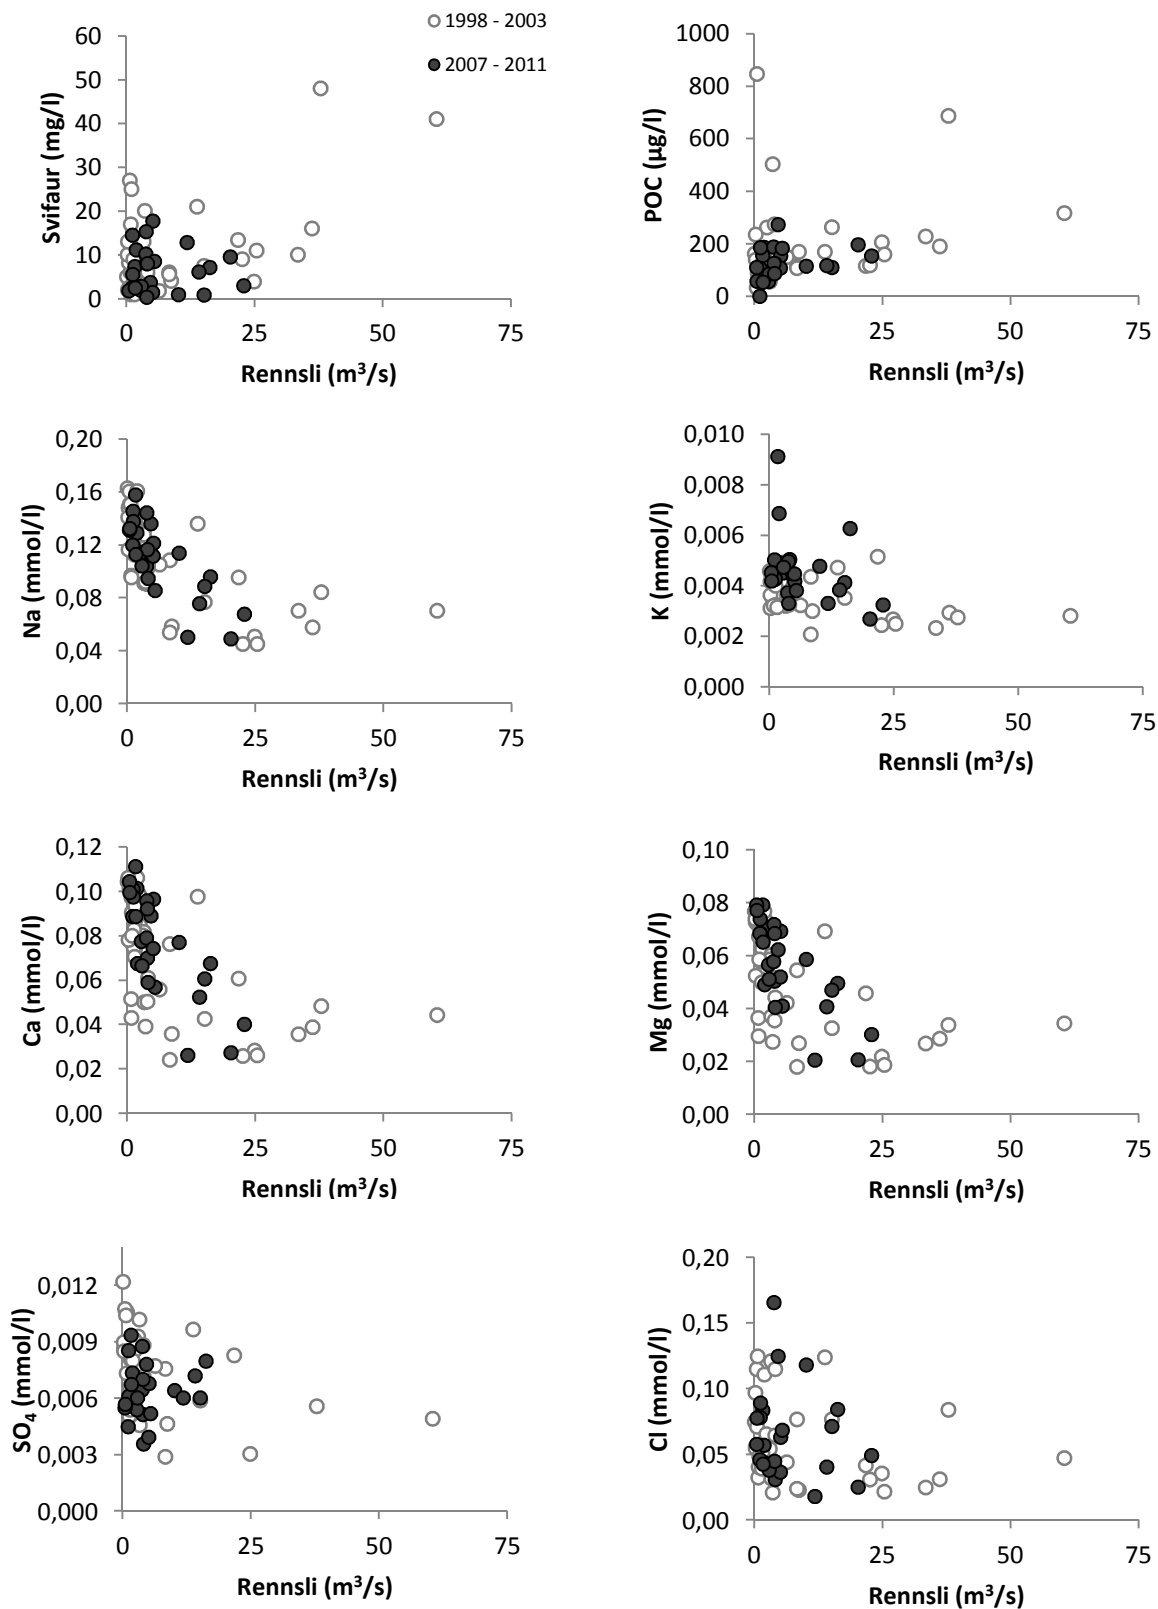 1998 - 2003
2007 - 2011
60
50
40
30
20
10
0
Svifaur (mg/l)
0 25 50 75
Rennsli (m³/s)
1000
800
600
400
200
0
POC (µg/l)
0 25 50 75
Rennsli (m³/s)
0,20
0,16
0,12
0,08
0,04
0,00
Na (mmol/l)
0 25 50 75
Rennsli (m³/s)
0,010
0,008
0,006
0,004
0,002
0,000
K (mmol/l)
0 25 50 75
Rennsli (m³/s)
0,12
0,10
0,08
0,06
0,04
0,02
0,00
Ca (mmol/l)
0 25 50 75
Rennsli (m³/s)
0,10
0,08
0,06
0,04
0,02
0,00
Mg (mmol/l)
0 25 50 75
Rennsli (m³/s)
0,012
0,009
0,006
0,003
0,000
SO₄ (mmol/l)
0 25 50 75
Rennsli (m³/s)
0,20
0,15
0,10
0,05
0,00
Cl (mmol/l)
0 25 50 75
Rennsli (m³/s)